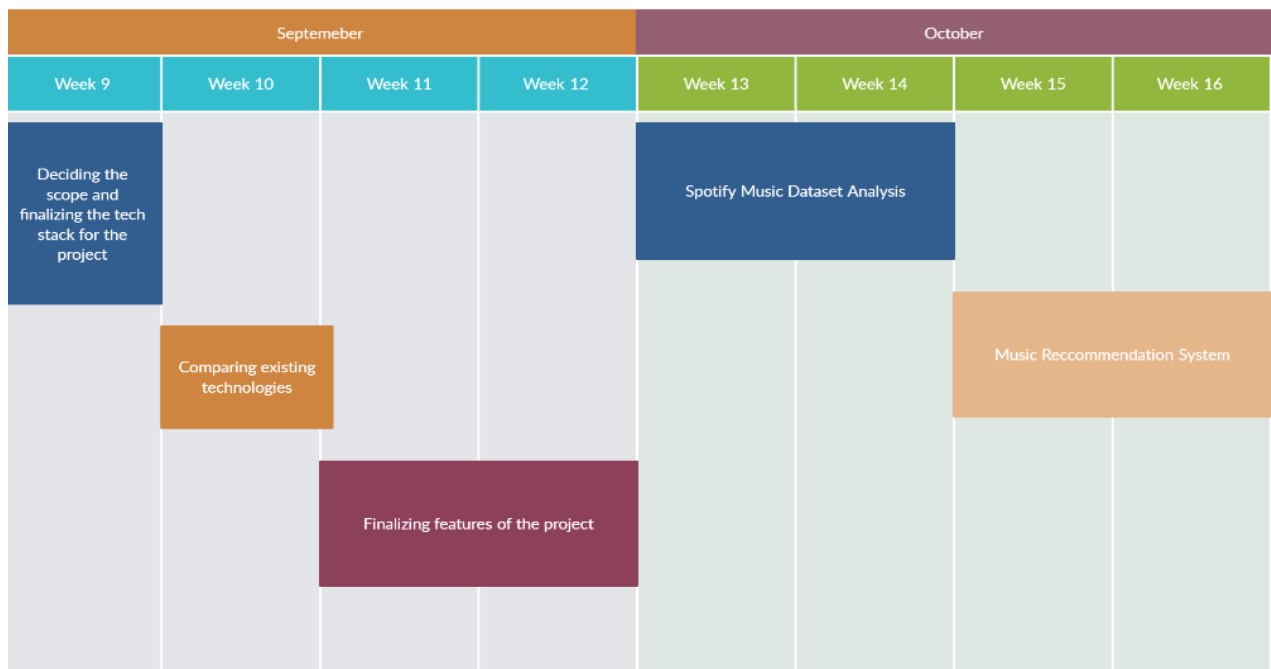 Septemeber
October
Week 9
Week 10
Week 11
Week 12
Week 13
Week 14
Week 15
Week 16
Deciding the
scope and
finalizing the tech
stack for the
project
Spotify Music Dataset Analysis
Music Reccommendation System
Comparing existing
technologies
Finalizing features of the project